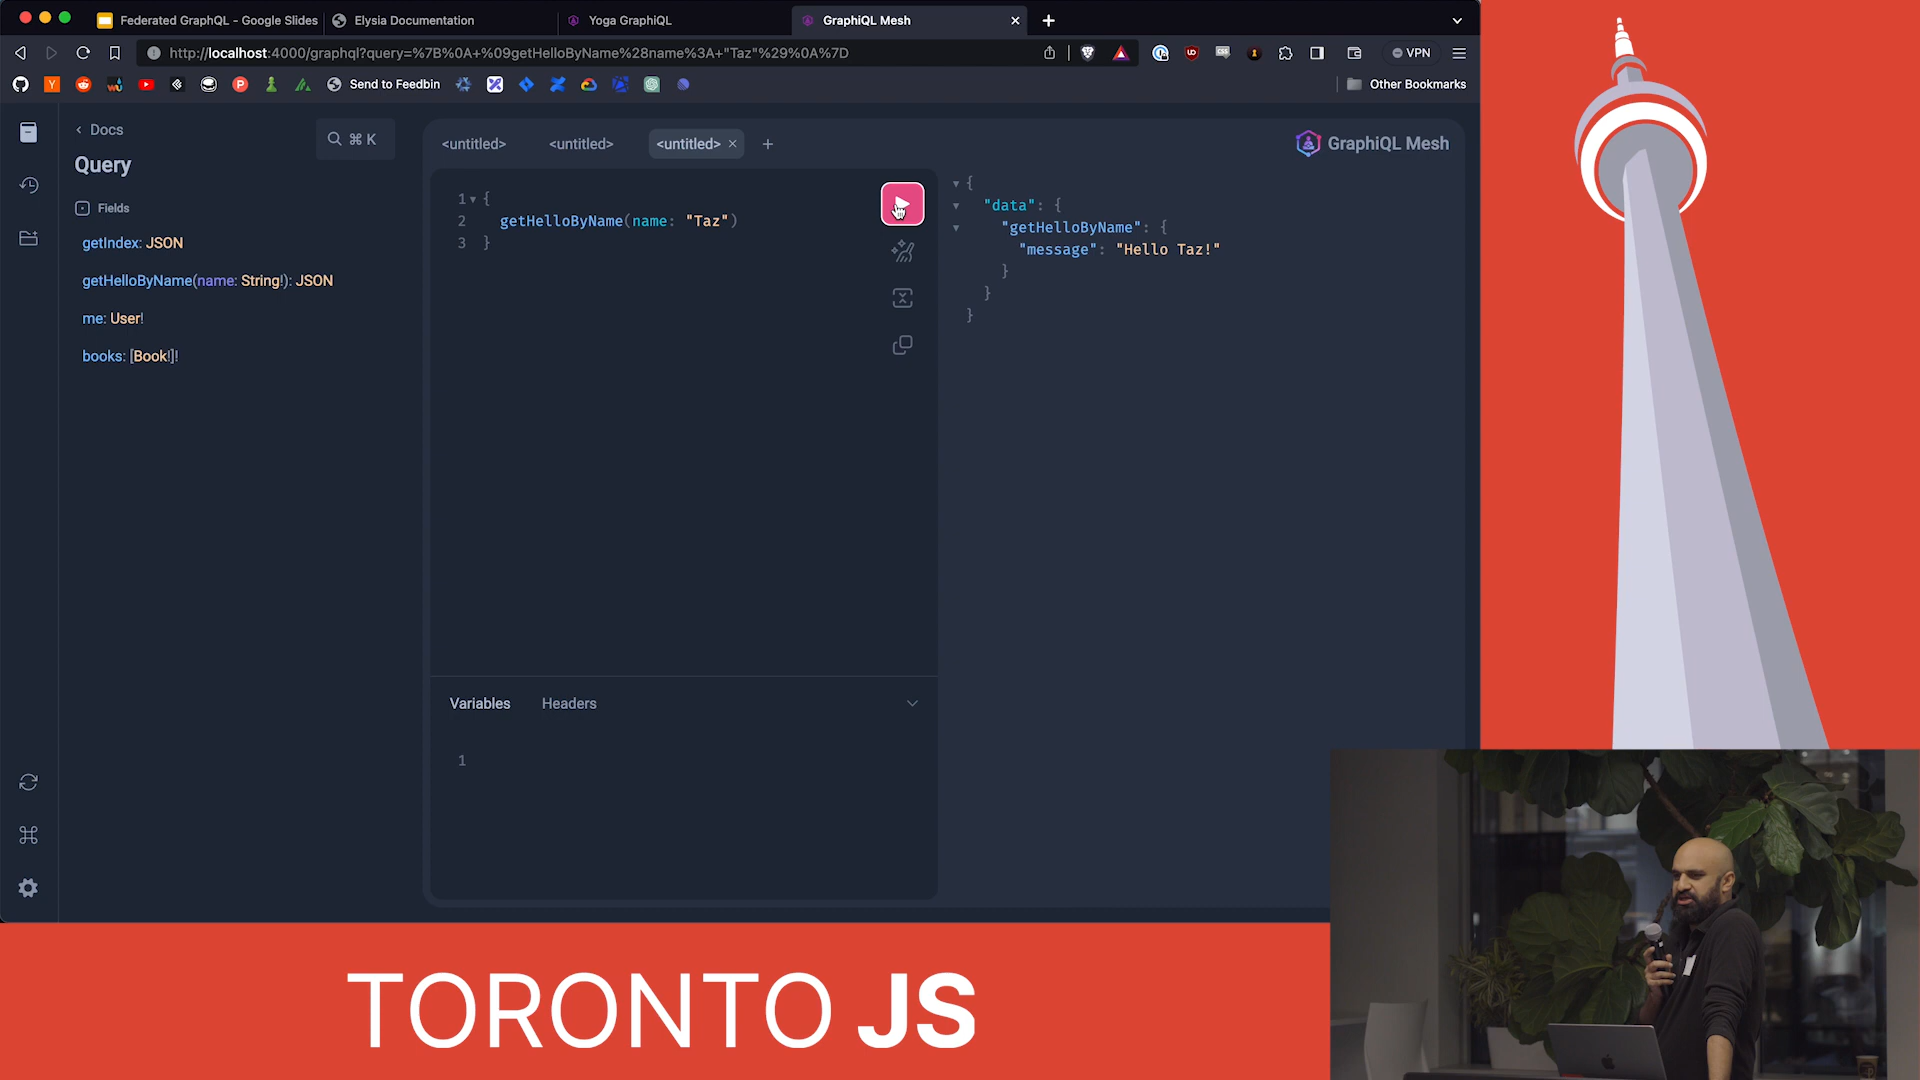 Federated GraphQL - Google Slides
Elysia Documentation
Yoga GraphiQL
GraphiQL Mesh
http://localhost:4000/graphql?query=%7B%0A+%09getHelloByName%28name%3A+"Taz"%29%0A%7D
VPN
Send to Feedbin
Other Bookmarks
Docs
⌘ K
Query
Fields
getIndex: JSON
getHelloByName(name: String!): JSON
me: User!
books: [Book!]!
<untitled>
<untitled>
<untitled>
GraphiQL Mesh
1 {
2 getHelloByName(name: "Taz")
3 }
{
"data": {
"getHelloByName": {
"message": "Hello Taz!"
}
}
}
Variables
Headers
1
TORONTO JS